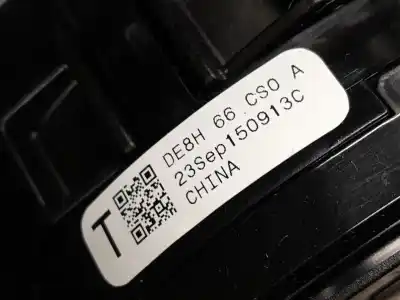 DE8H 66 CS0 A
23Sep150913C
CHINA
T